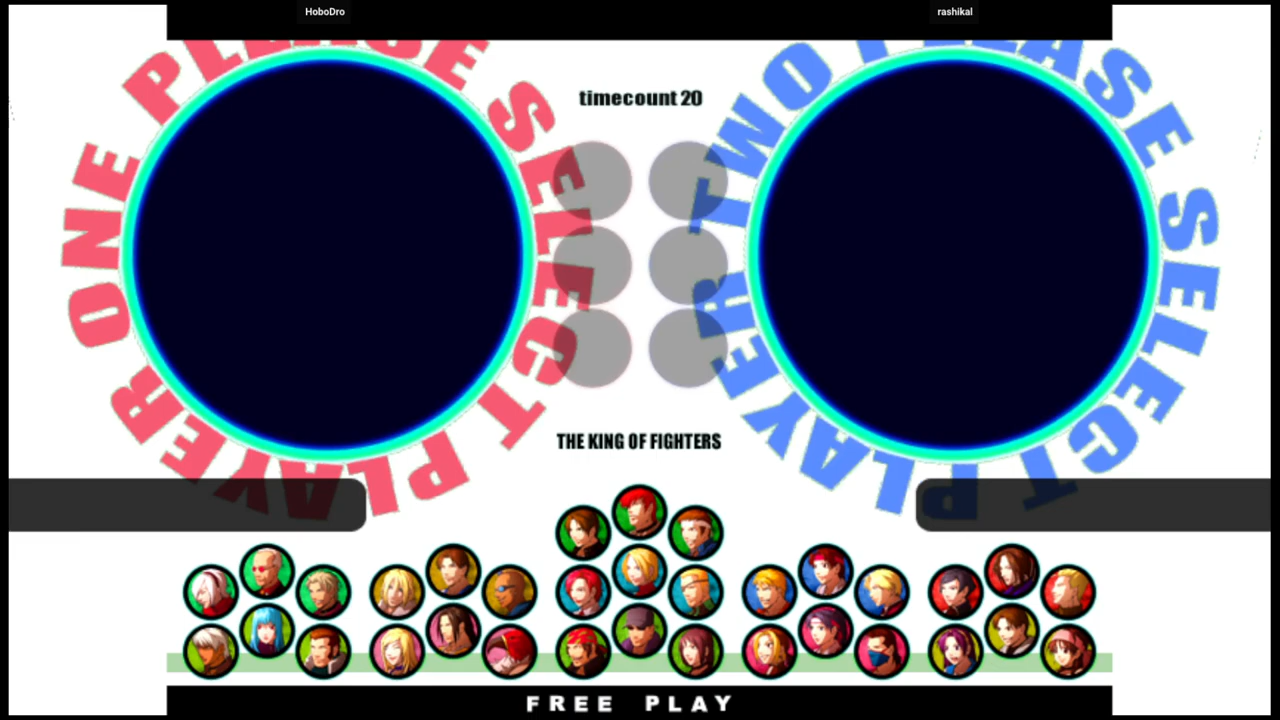 HoboDro
rashikal
PLAYER ONE PLEASE SELECT
PLAYER TWO PLEASE SELECT
timecount 20
THE KING OF FIGHTERS
FREE PLAY